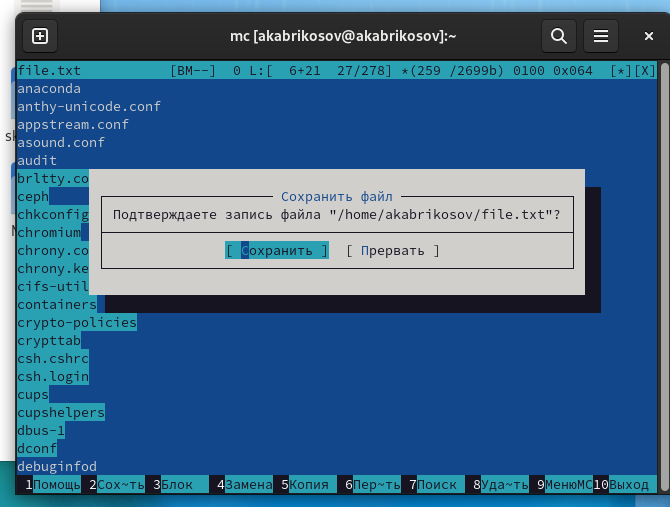 mc [akabrikosov@akabrikosov]:~
file.txt [BM--] 0 L:[ 6+21 27/278] *(259 /2699b) 0100 0x064 [*][X]
anaconda
anthy-unicode.conf
appstream.conf
asound.conf
audit
brltty.co
ceph
Сохранить файл
chkconfig
Подтверждаете запись файла "/home/akabrikosov/file.txt"?
chromium
chrony.co
[ Сохранить ] [ Прервать ]
chrony.ke
cifs-util
containers
crypto-policies
crypttab
csh.cshrc
csh.login
cups
cupshelpers
dbus-1
dconf
debuginfod
1Помощь 2Сох~ть 3Блок 4Замена 5Копия 6Пер~ть 7Поиск 8Уда~ть 9МенюMC 10Выход